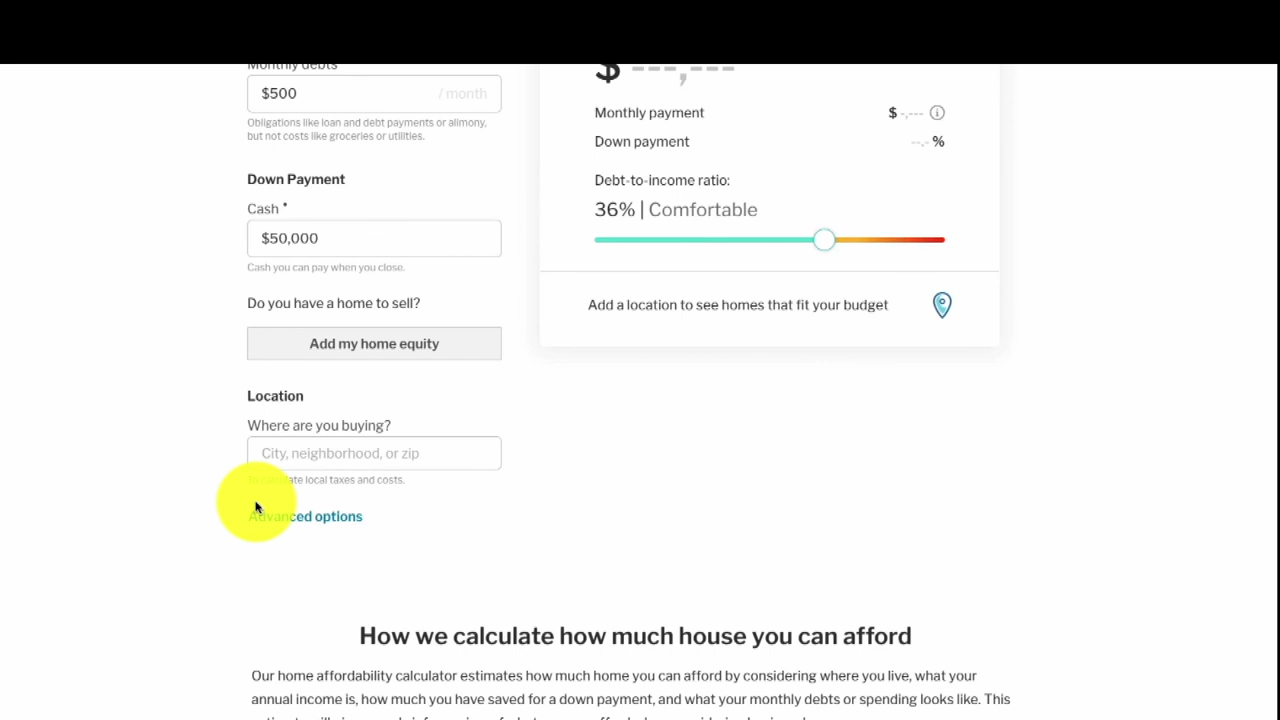 Monthly debts
$500 / month
Obligations like loan and debt payments or alimony,
but not costs like groceries or utilities.
Down Payment
Cash *
$50,000
Cash you can pay when you close.
Do you have a home to sell?
Add my home equity
Location
Where are you buying?
City, neighborhood, or zip
To calculate local taxes and costs.
Advanced options
$ ---,---
Monthly payment $ -,---
Down payment --.- %
Debt-to-income ratio:
36% | Comfortable
Add a location to see homes that fit your budget
How we calculate how much house you can afford
Our home affordability calculator estimates how much home you can afford by considering where you live, what your
annual income is, how much you have saved for a down payment, and what your monthly debts or spending looks like. This